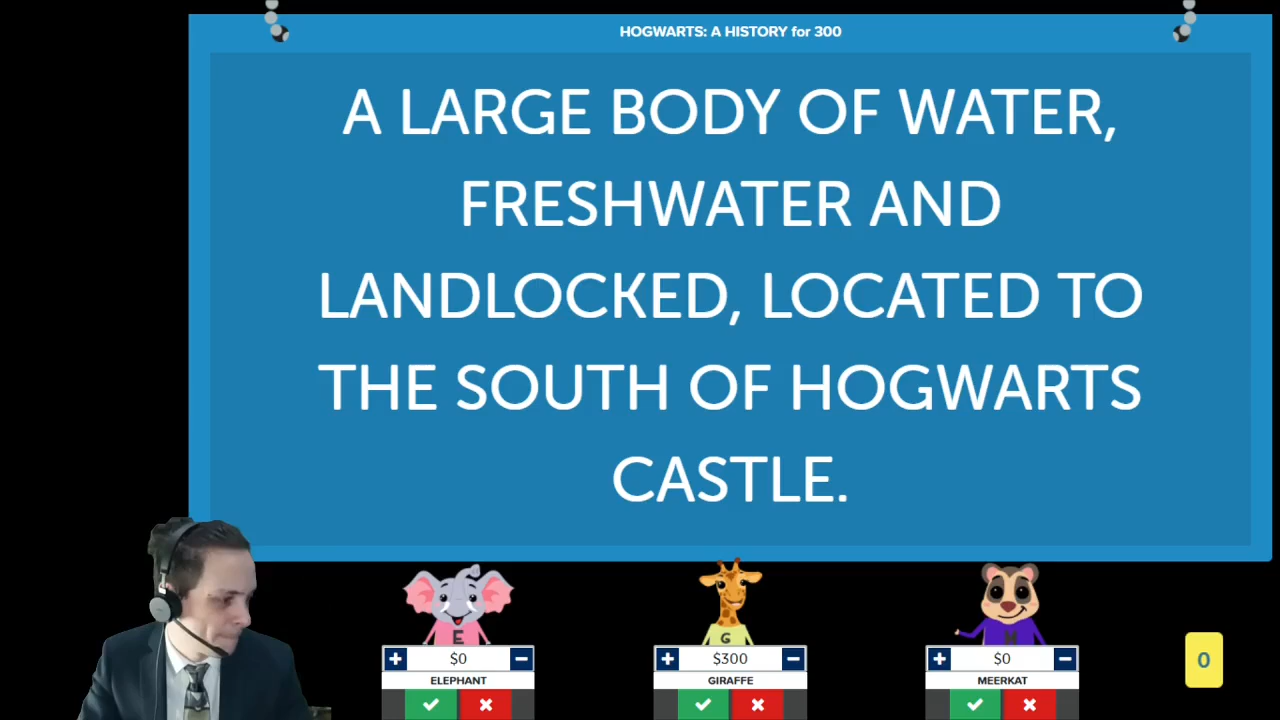 HOGWARTS: A HISTORY for 300
A LARGE BODY OF WATER,
FRESHWATER AND
LANDLOCKED, LOCATED TO
THE SOUTH OF HOGWARTS
CASTLE.
E
G
$0
$300
$0
ELEPHANT
GIRAFFE
MEERKAT
0